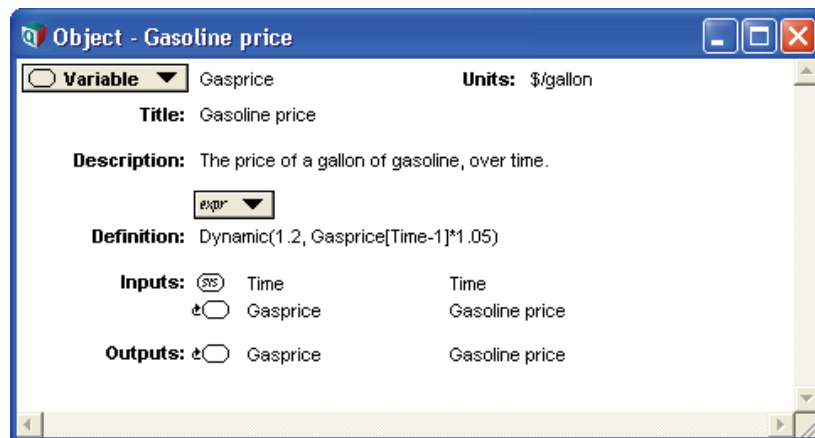 Object - Gasoline price
Variable Gasprice Units: $/gallon
Title: Gasoline price
Description: The price of a gallon of gasoline, over time.
expr
Definition: Dynamic(1.2, Gasprice[Time-1]*1.05)
Inputs: SYS Time Time
Gasprice Gasoline price
Outputs: Gasprice Gasoline price